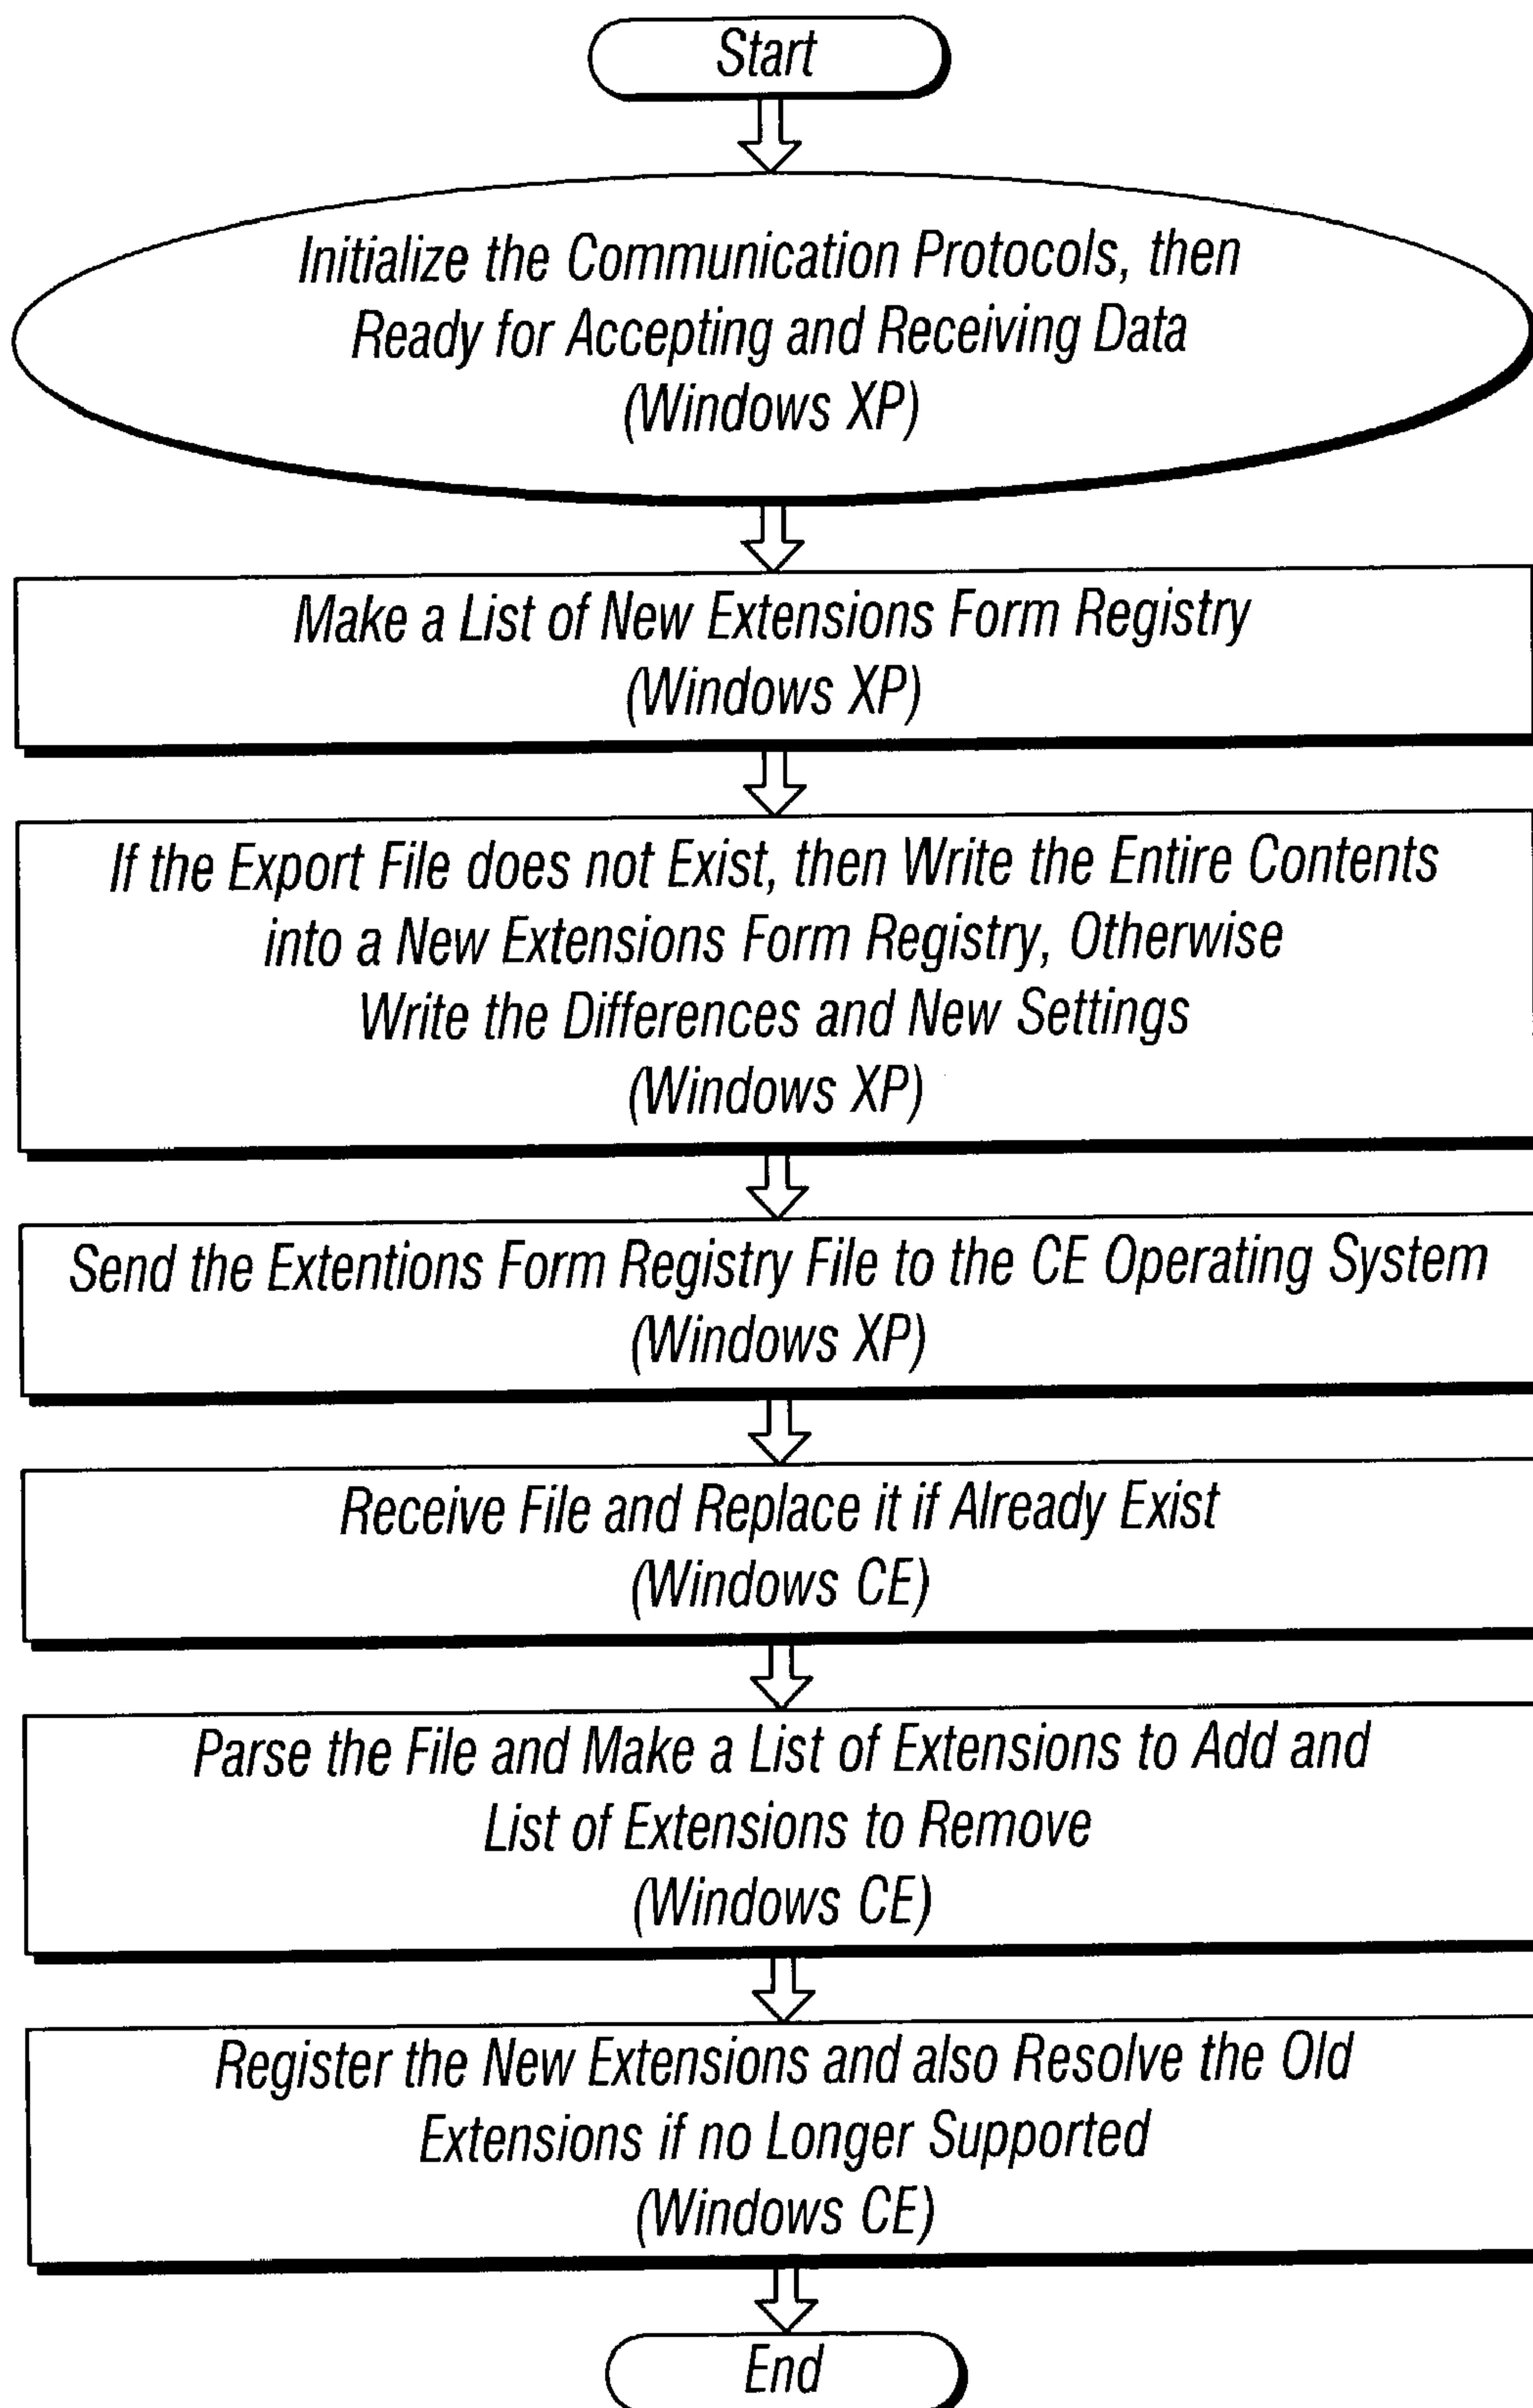 Start
Initialize the Communication Protocols, then
Ready for Accepting and Receiving Data
(Windows XP)
Make a List of New Extensions Form Registry
(Windows XP)
If the Export File does not Exist, then Write the Entire Contents
into a New Extensions Form Registry, Otherwise
Write the Differences and New Settings
(Windows XP)
Send the Extentions Form Registry File to the CE Operating System
(Windows XP)
Receive File and Replace it if Already Exist
(Windows CE)
Parse the File and Make a List of Extensions to Add and
List of Extensions to Remove
(Windows CE)
Register the New Extensions and also Resolve the Old
Extensions if no Longer Supported
(Windows CE)
End